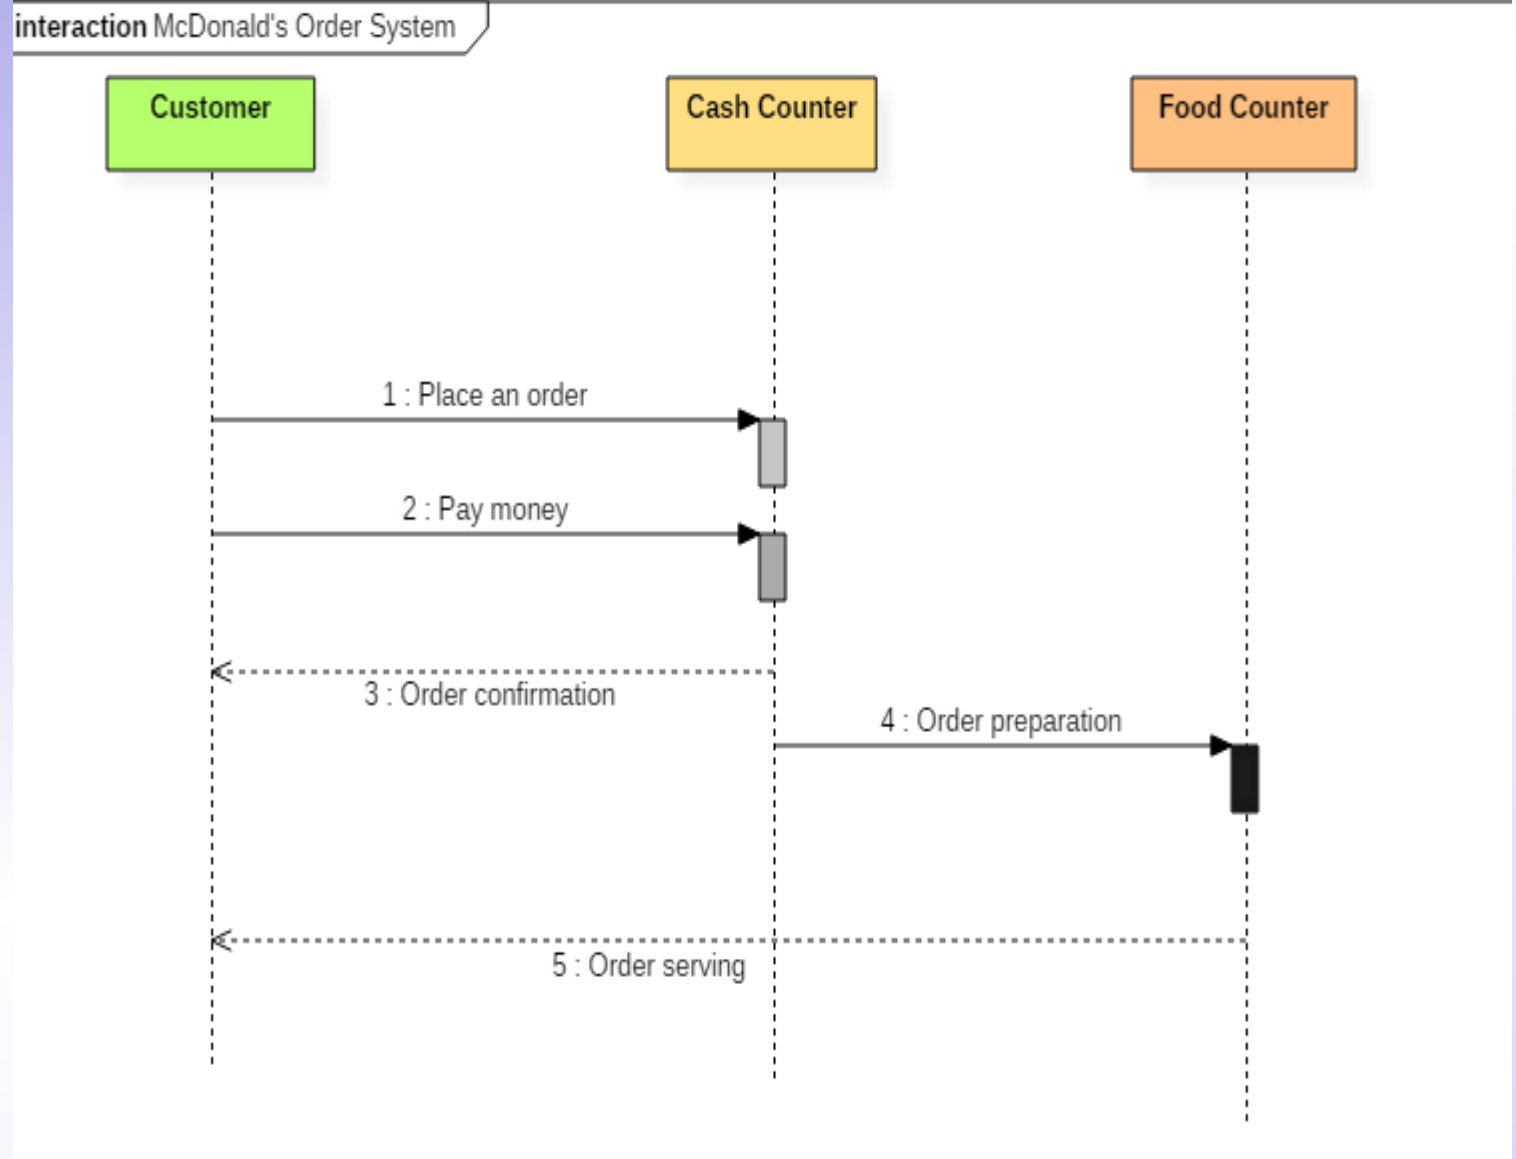 interaction McDonald's Order System
Customer
Cash Counter
Food Counter
1 : Place an order
2 : Pay money
3 : Order confirmation
4 : Order preparation
5 : Order serving